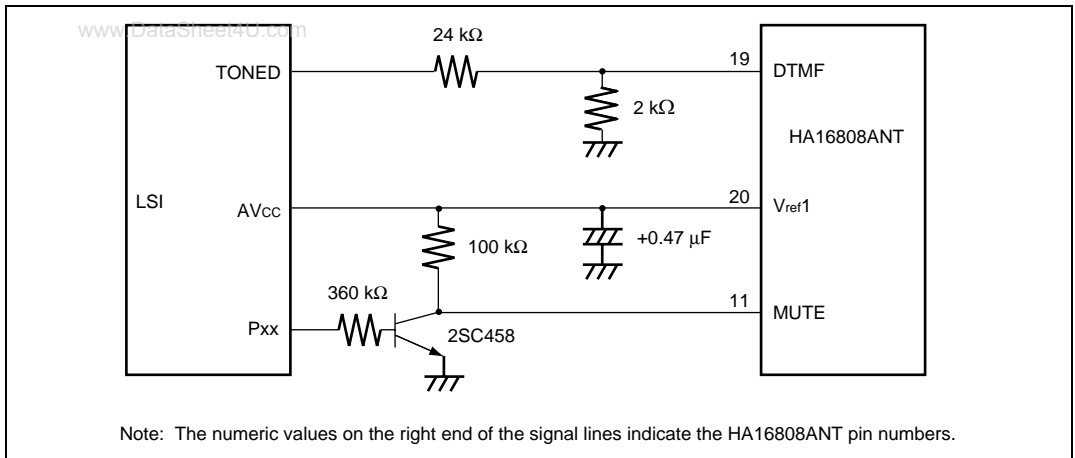 www.DataSheet4U.com
24 kΩ
TONED
19
DTMF
2 kΩ
HA16808ANT
LSI
AVCC
20
Vref1
+0.47 µF
100 kΩ
360 kΩ
11
MUTE
Pxx
2SC458
Note: The numeric values on the right end of the signal lines indicate the HA16808ANT pin numbers.